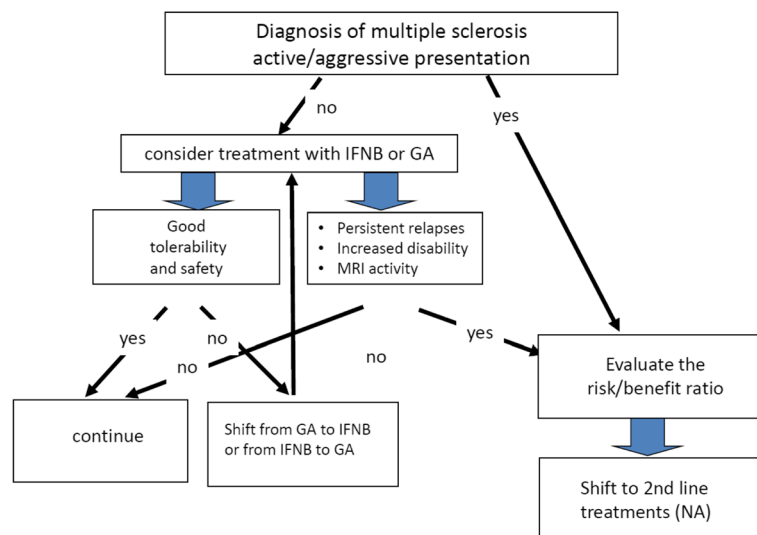 Diagnosis of multiple sclerosis
active/aggressive presentation
no
yes
consider treatment with IFNB or GA
Good
tolerability
and safety
• Persistent relapses
• Increased disability
• MRI activity
yes
no
no
no
yes
Evaluate the
risk/benefit ratio
continue
Shift from GA to IFNB
or from IFNB to GA
Shift to 2nd line
treatments (NA)